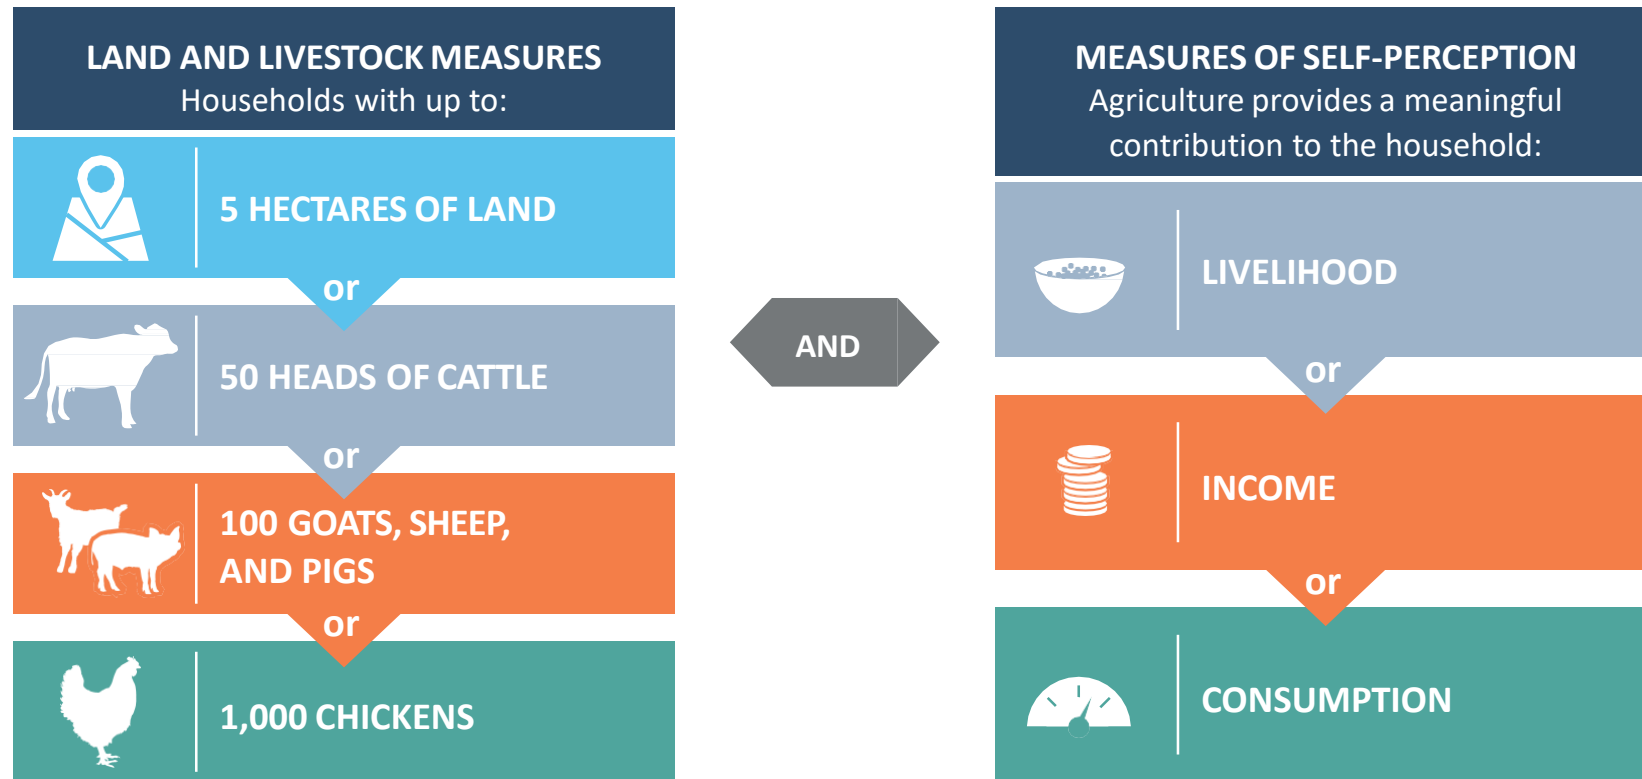 LAND AND LIVESTOCK MEASURES
Households with up to:
5 HECTARES OF LAND
or
50 HEADS OF CATTLE
or
100 GOATS, SHEEP,
AND PIGS
or
1,000 CHICKENS
AND
MEASURES OF SELF-PERCEPTION
Agriculture provides a meaningful
contribution to the household:
LIVELIHOOD
or
INCOME
or
CONSUMPTION